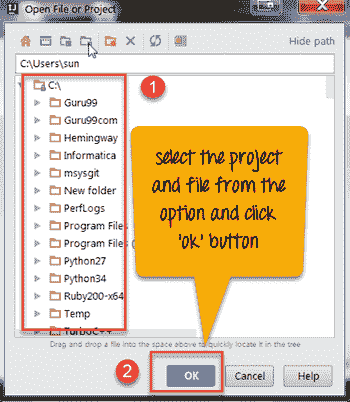 Open File or Project
Hide path
C:\Users\sun
1
C:\
Guru99
Guru99com
Hemingway
Informatica
msysgit
New folder
PerfLogs
Program Files
Program Files (
Python27
Python34
Ruby200-x64
Temp
TurboC++
select the project
and file from the
option and click
'ok' button
Drag and drop a file into the space above to quickly locate it in the tree
2
OK
Cancel
Help